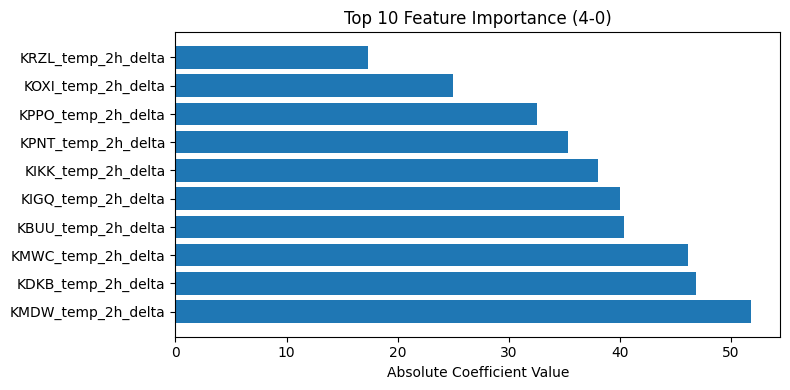 Top 10 Feature Importance (4-0)
KRZL_temp_2h_delta
KOXI_temp_2h_delta
KPPO_temp_2h_delta
KPNT_temp_2h_delta
KIKK_temp_2h_delta
KIGQ_temp_2h_delta
KBUU_temp_2h_delta
KMWC_temp_2h_delta
KDKB_temp_2h_delta
KMDW_temp_2h_delta
0 10 20 30 40 50
Absolute Coefficient Value